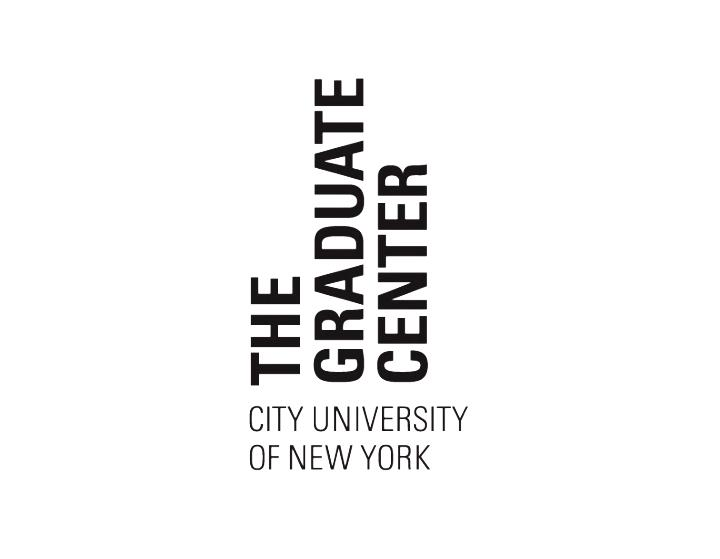 THE
GRADUATE
CENTER
CITY UNIVERSITY
OF NEW YORK